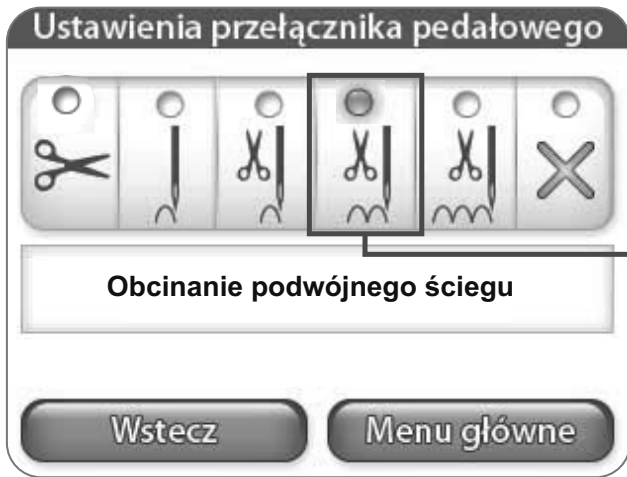 Ustawienia przełącznika pedałowego
Obcinanie podwójnego ściegu
Wstecz
Menu główne